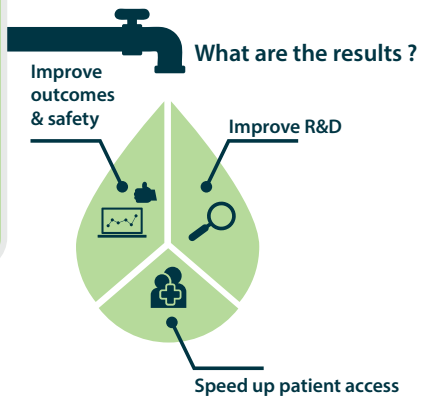 What are the results ?
Improve
outcomes
& safety
Improve R&D
Speed up patient access